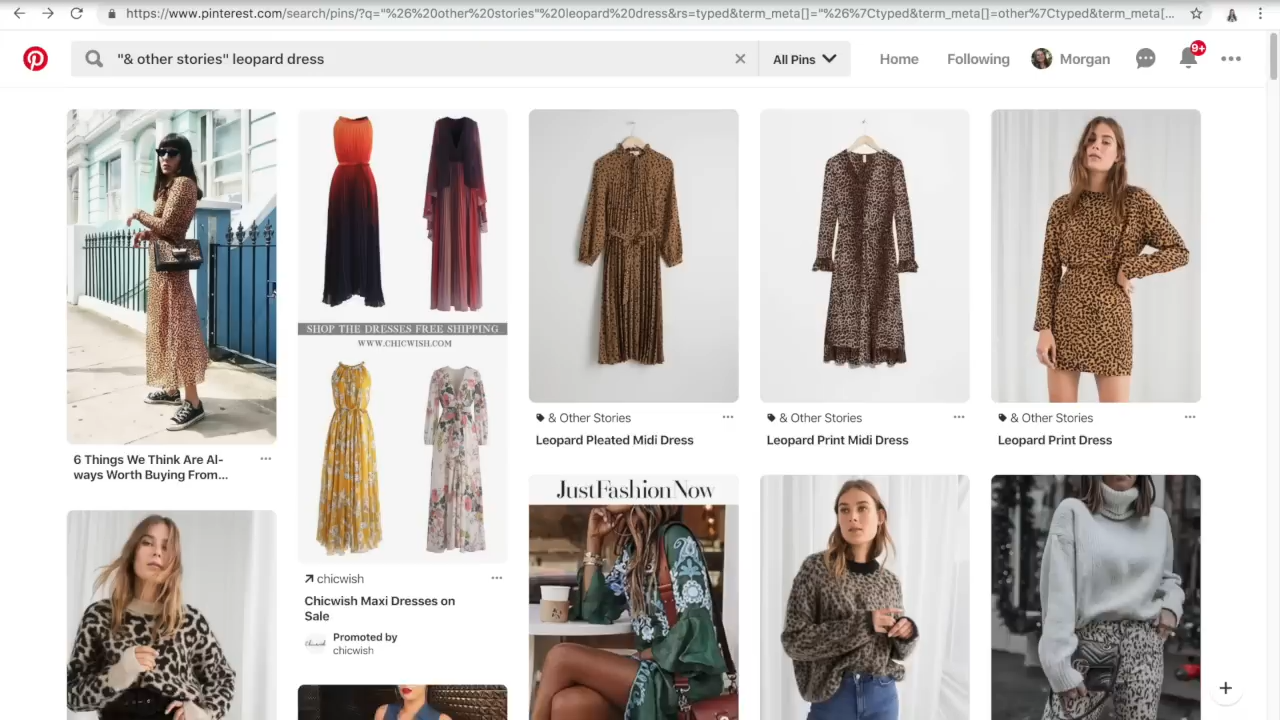 https://www.pinterest.com/search/pins/?q="%26%20other%20stories"%20leopard%20dress&rs=typed&term_meta[]="%26%7Ctyped&term_meta[]=other%7Ctyped&term_meta[...
"& other stories" leopard dress
All Pins
Home
Following
Morgan
9+
SHOP THE DRESSES FREE SHIPPING
WWW.CHICWISH.COM
& Other Stories
Leopard Pleated Midi Dress
& Other Stories
Leopard Print Midi Dress
& Other Stories
Leopard Print Dress
6 Things We Think Are Al-
ways Worth Buying From...
JustFashionNow
chicwish
Chicwish Maxi Dresses on
Sale
Promoted by
chicwish